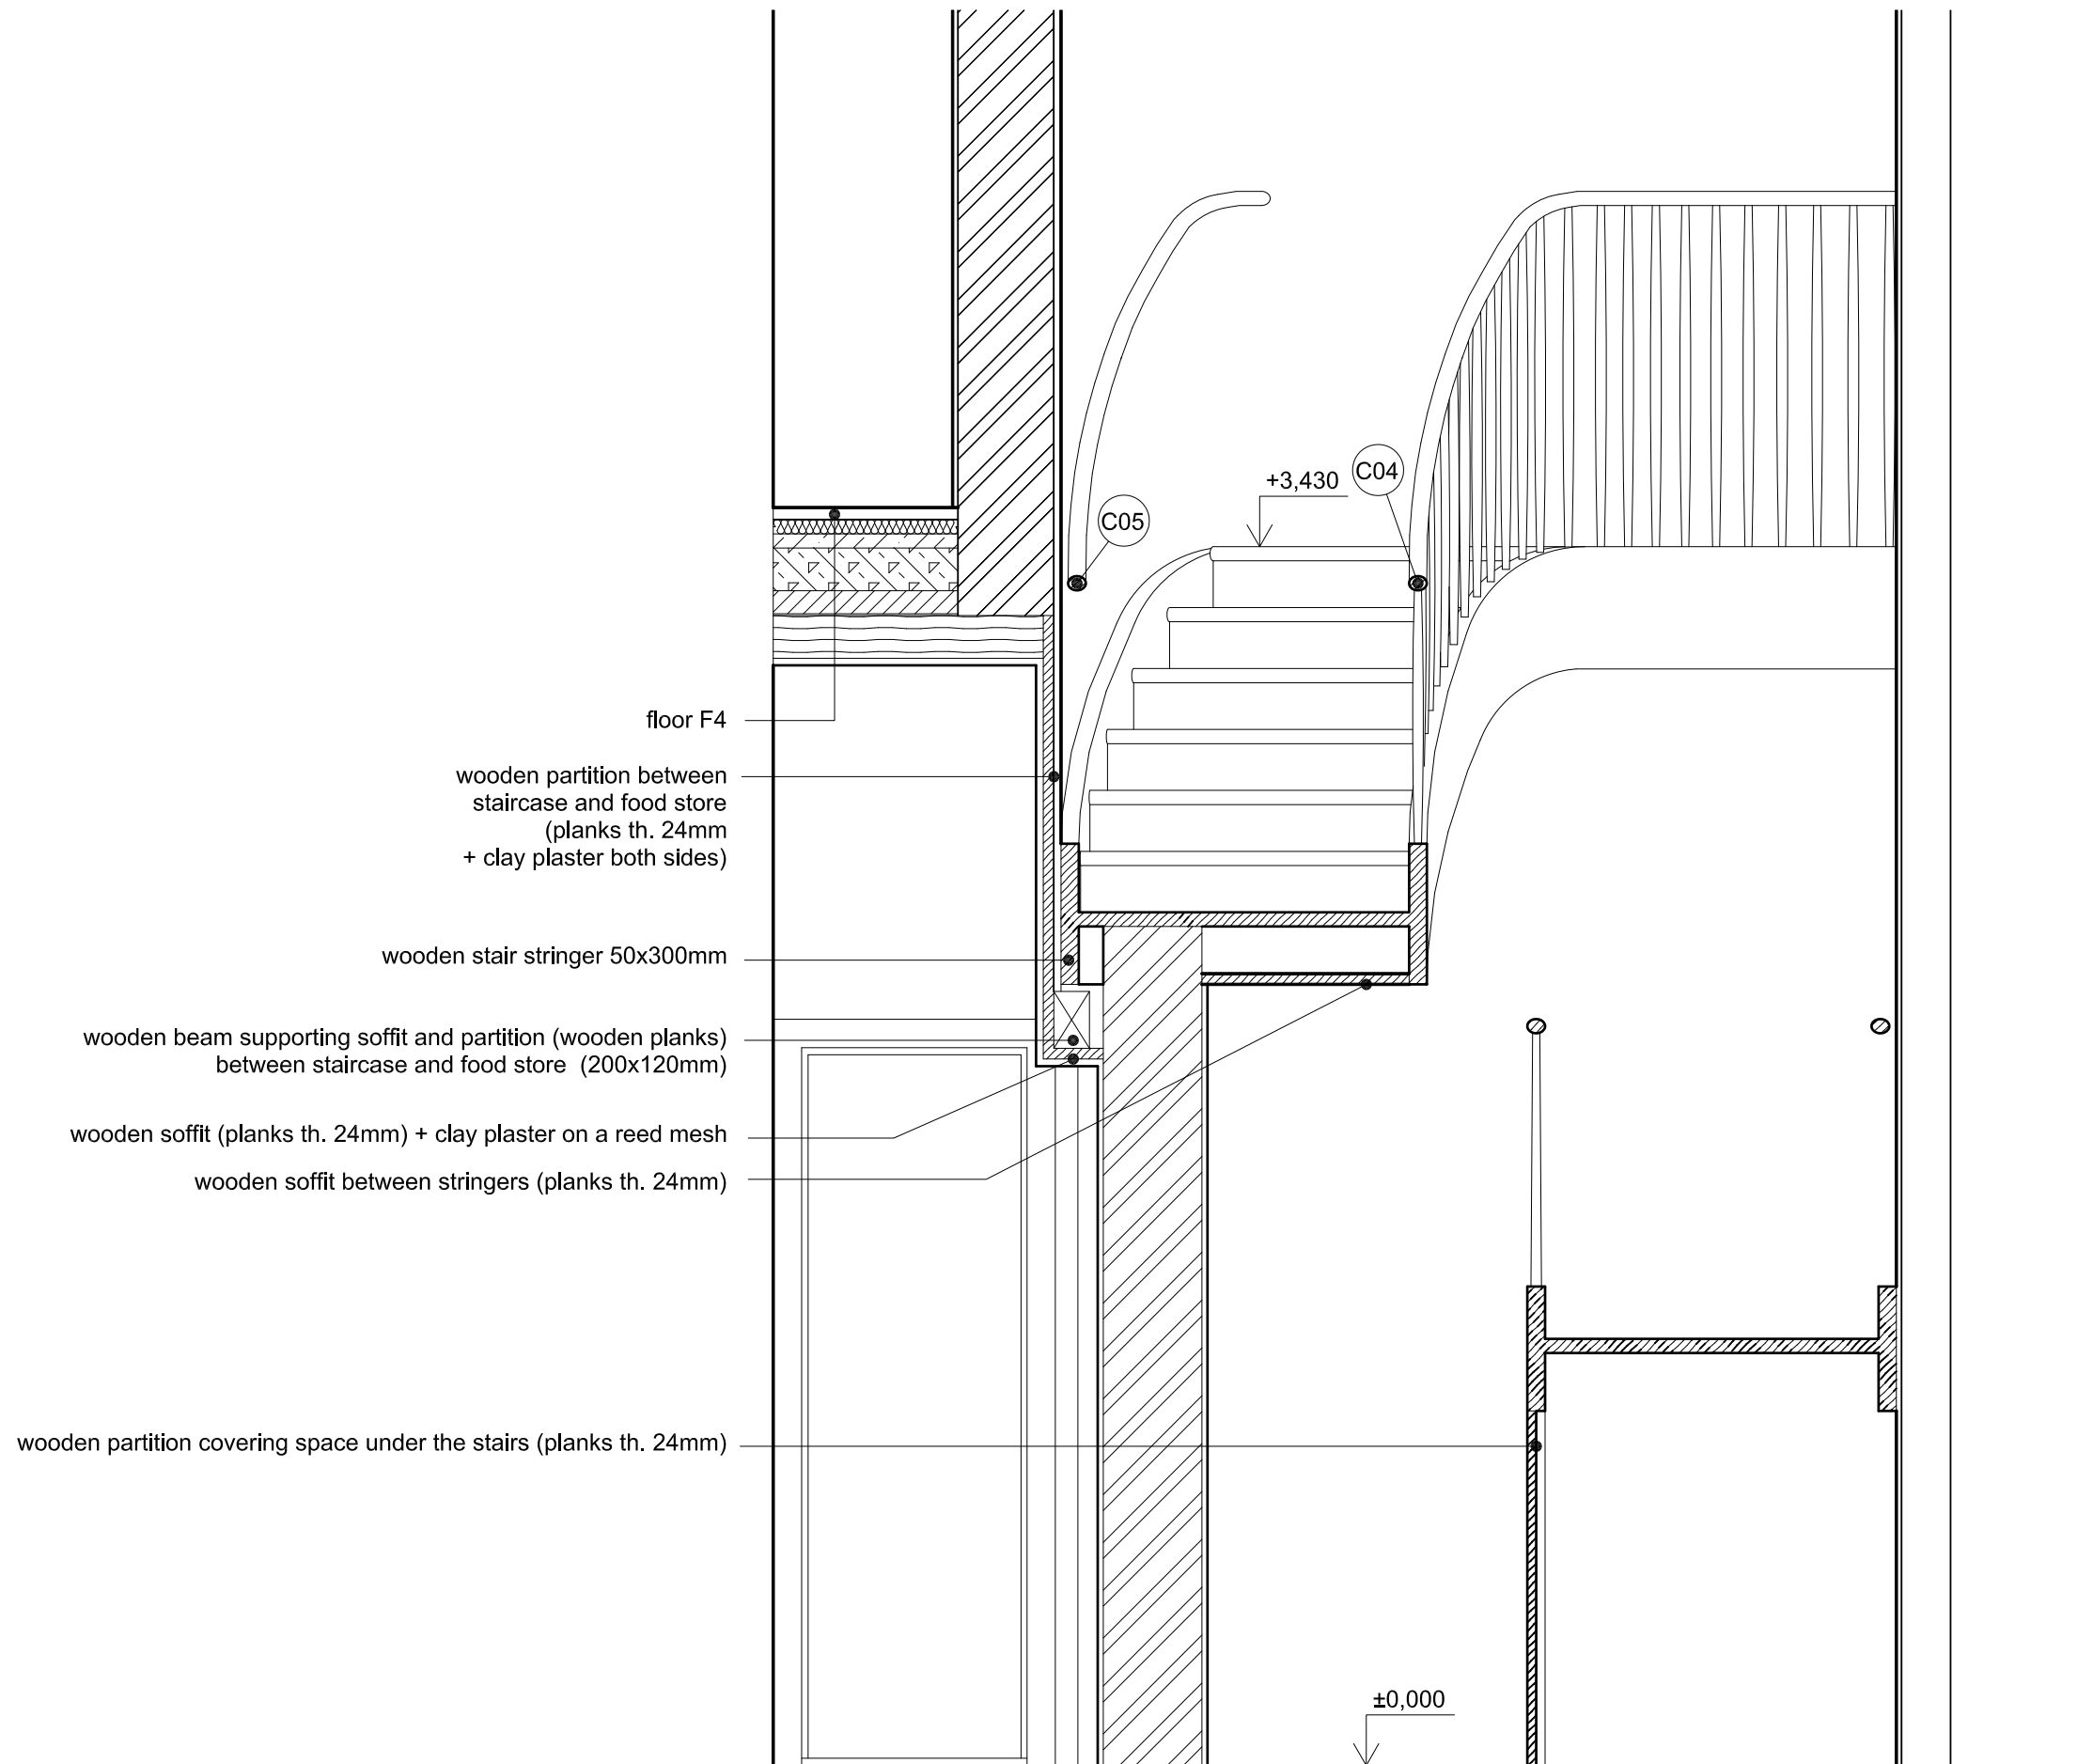 C04
+3,430
C05
floor F4
wooden partition between
staircase and food store
(planks th. 24mm
+ clay plaster both sides)
wooden stair stringer 50x300mm
wooden beam supporting soffit and partition (wooden planks)
between staircase and food store (200x120mm)
wooden soffit (planks th. 24mm) + clay plaster on a reed mesh
wooden soffit between stringers (planks th. 24mm)
wooden partition covering space under the stairs (planks th. 24mm)
±0,000